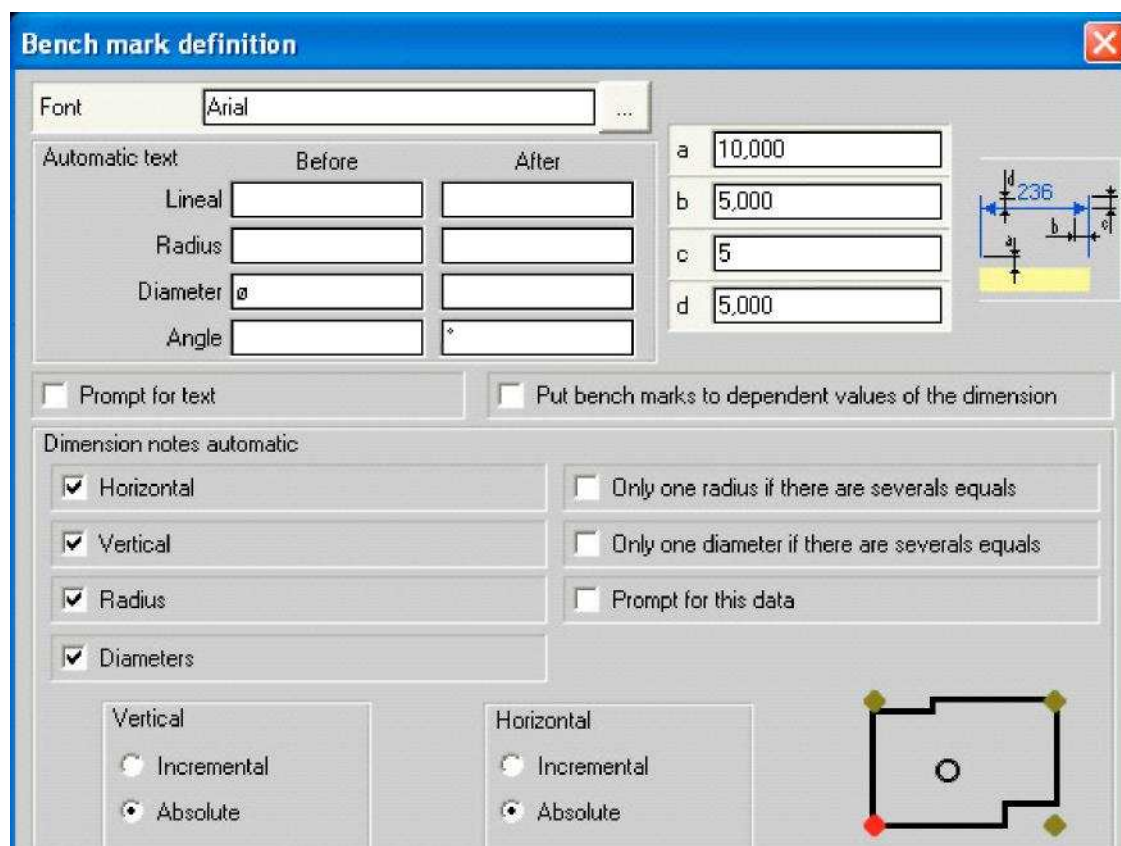 Bench mark definition
Font Arial ...
Automatic text Before After
Lineal
Radius
Diameter ø
Angle °
a 10,000
b 5,000
c 5
d 5,000
d 236
b c
a
Prompt for text Put bench marks to dependent values of the dimension
Dimension notes automatic
Horizontal Only one radius if there are severals equals
Vertical Only one diameter if there are severals equals
Radius Prompt for this data
Diameters
Vertical Horizontal
Incremental Incremental
Absolute Absolute